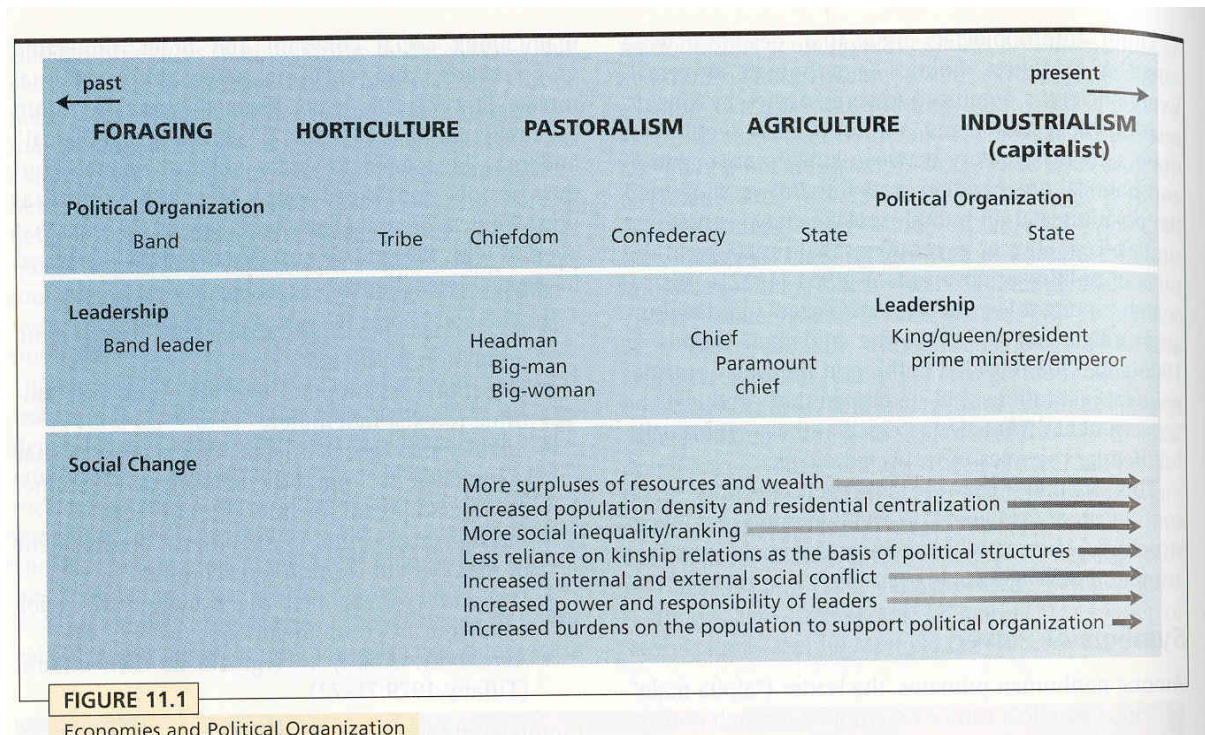 past
present
FORAGING HORTICULTURE PASTORALISM AGRICULTURE INDUSTRIALISM
(capitalist)
Political Organization Political Organization
Band Tribe Chiefdom Confederacy State State
Leadership Leadership
Band leader Headman Chief King/queen/president
Big-man Paramount prime minister/emperor
Big-woman chief
Social Change
More surpluses of resources and wealth
Increased population density and residential centralization
More social inequality/ranking
Less reliance on kinship relations as the basis of political structures
Increased internal and external social conflict
Increased power and responsibility of leaders
Increased burdens on the population to support political organization
FIGURE 11.1
Economies and Political Organization